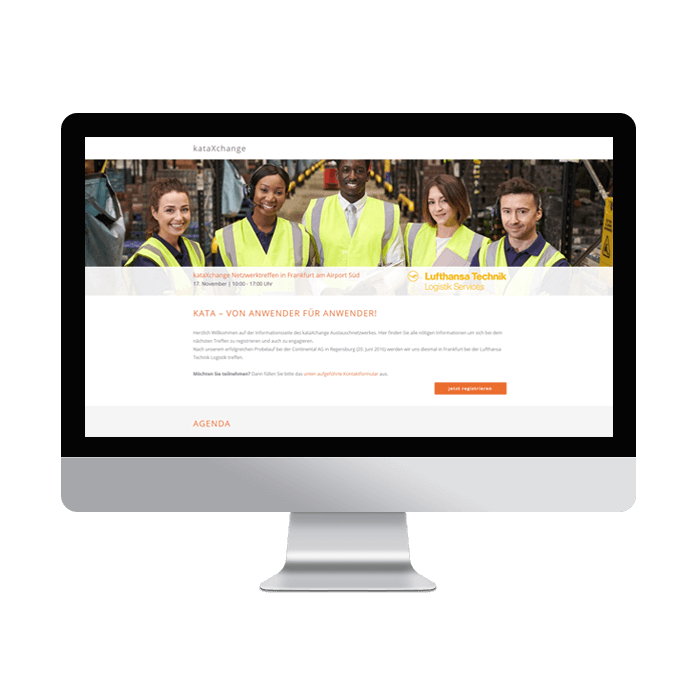 kataXchange
kataXchange Netzwerktreffen in Frankfurt am Airport Süd
17. November | 10:00 - 17:00 Uhr
Lufthansa Technik
Logistik Services
KATA – VON ANWENDER FÜR ANWENDER!
Herzlich Willkommen auf der Informationsseite des kataXchange Austauschnetzwerkes. Hier finden Sie alle nötigen Informationen um sich bei dem
nächsten Treffen zu registrieren und auch zu engagieren.
Nach unserem erfolgreichen Probelauf bei der Continental AG in Regensburg (20. Juni 2016) werden wir uns diesmal in Frankfurt bei der Lufthansa
Technik Logistik treffen.
Möchten Sie teilnehmen? Dann füllen Sie bitte das unten aufgeführte Kontaktformular aus.
jetzt registrieren
AGENDA